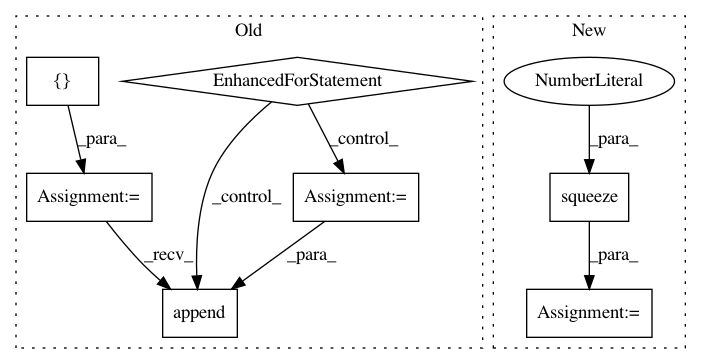 Old
New
{}
EnhancedForStatement
NumberLiteral
_para_
_control_
_para_
Assignment:=
_control_
Assignment:=
squeeze
_recv_
_para_
_para_
append
Assignment:=